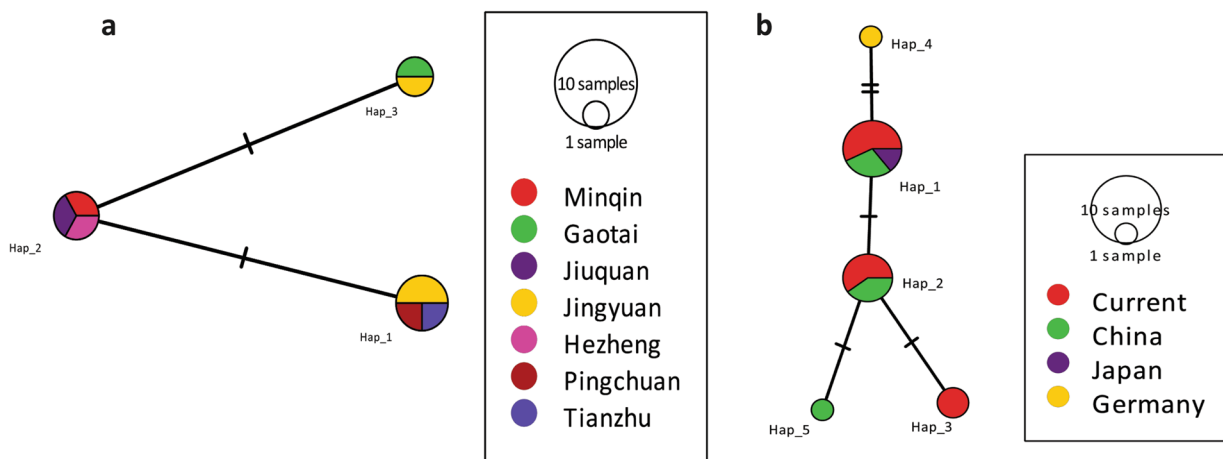 a
Hap_3
Hap_2
Hap_1
10 samples
1 sample
Minqin
Gaotai
Jiuquan
Jingyuan
Hezheng
Pingchuan
Tianzhu
b
Hap_4
Hap_1
Hap_2
Hap_5
Hap_3
10 samples
1 sample
Current
China
Japan
Germany